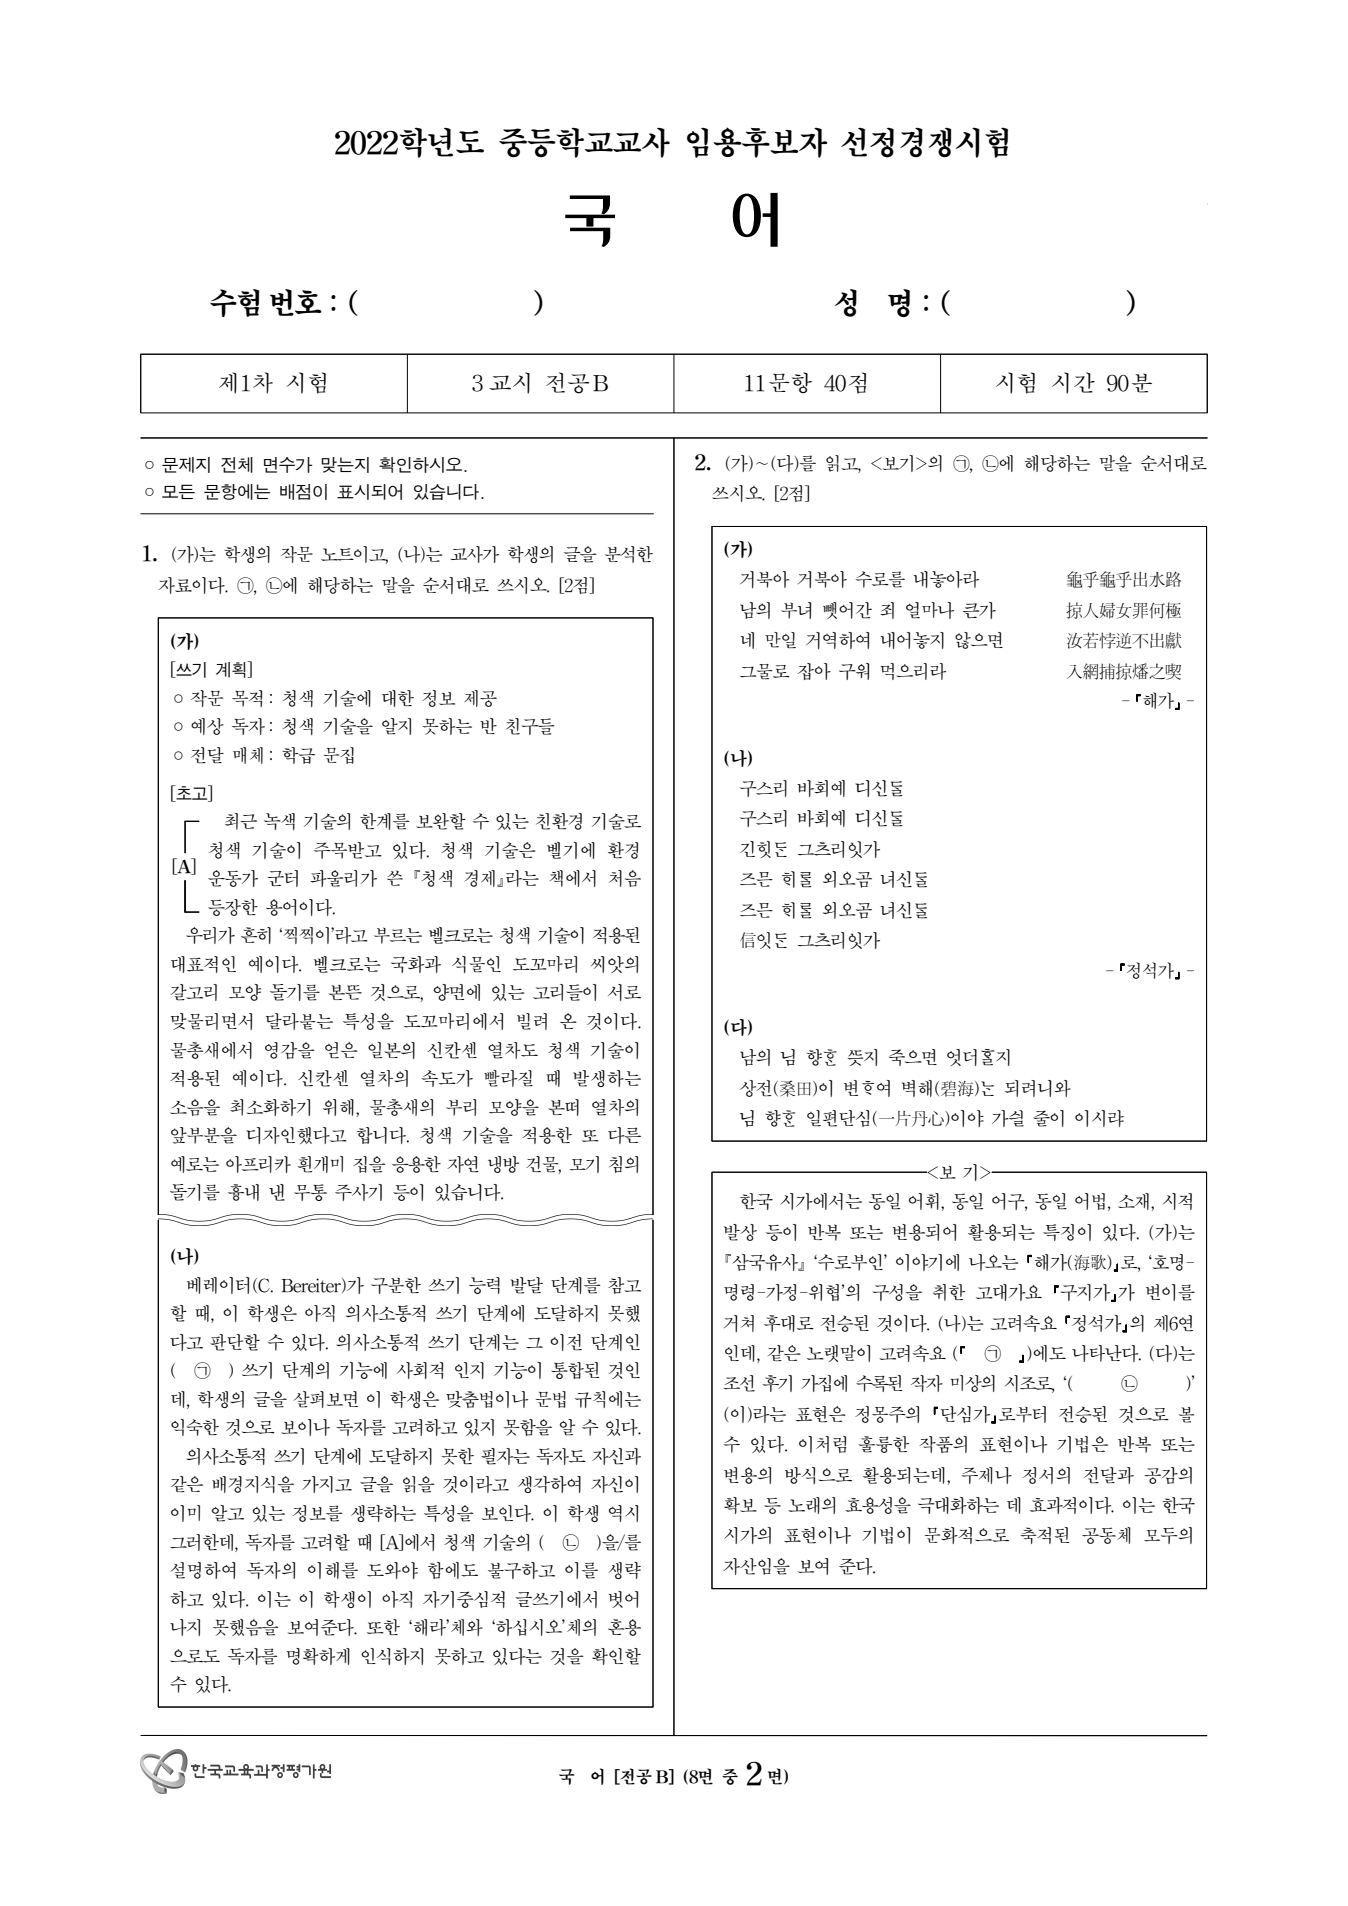 2022학년도 중등학교교사 임용후보자 선정경쟁시험
국 어
수험 번호 : ( )
성 명 : ( )
제1차 시험
3 교시 전공B
11문항 40점
시험 시간 90분
○ 문제지 전체 면수가 맞는지 확인하시오.
○ 모든 문항에는 배점이 표시되어 있습니다.
1. (가)는 학생의 작문 노트이고, (나)는 교사가 학생의 글을 분석한
자료이다. ㉠, ㉡에 해당하는 말을 순서대로 쓰시오. [2점]
(가)
[쓰기 계획]
○ 작문 목적 : 청색 기술에 대한 정보 제공
○ 예상 독자 : 청색 기술을 알지 못하는 반 친구들
○ 전달 매체 : 학급 문집
[초고]
최근 녹색 기술의 한계를 보완할 수 있는 친환경 기술로
청색 기술이 주목받고 있다. 청색 기술은 벨기에 환경
[A]
운동가 군터 파울리가 쓴 『청색 경제』라는 책에서 처음
등장한 용어이다.
우리가 흔히 ‘찍찍이’라고 부르는 벨크로는 청색 기술이 적용된
대표적인 예이다. 벨크로는 국화과 식물인 도꼬마리 씨앗의
갈고리 모양 돌기를 본뜬 것으로, 양면에 있는 고리들이 서로
맞물리면서 달라붙는 특성을 도꼬마리에서 빌려 온 것이다.
물총새에서 영감을 얻은 일본의 신칸센 열차도 청색 기술이
적용된 예이다. 신칸센 열차의 속도가 빨라질 때 발생하는
소음을 최소화하기 위해, 물총새의 부리 모양을 본떠 열차의
앞부분을 디자인했다고 합니다. 청색 기술을 적용한 또 다른
예로는 아프리카 흰개미 집을 응용한 자연 냉방 건물, 모기 침의
돌기를 흉내 낸 무통 주사기 등이 있습니다.
(나)
베레이터(C. Bereiter)가 구분한 쓰기 능력 발달 단계를 참고
할 때, 이 학생은 아직 의사소통적 쓰기 단계에 도달하지 못했
다고 판단할 수 있다. 의사소통적 쓰기 단계는 그 이전 단계인
( ㉠ ) 쓰기 단계의 기능에 사회적 인지 기능이 통합된 것인
데, 학생의 글을 살펴보면 이 학생은 맞춤법이나 문법 규칙에는
익숙한 것으로 보이나 독자를 고려하고 있지 못함을 알 수 있다.
의사소통적 쓰기 단계에 도달하지 못한 필자는 독자도 자신과
같은 배경지식을 가지고 글을 읽을 것이라고 생각하여 자신이
이미 알고 있는 정보를 생략하는 특성을 보인다. 이 학생 역시
그러한데, 독자를 고려할 때 [A]에서 청색 기술의 ( ㉡ )을/를
설명하여 독자의 이해를 도와야 함에도 불구하고 이를 생략
하고 있다. 이는 이 학생이 아직 자기중심적 글쓰기에서 벗어
나지 못했음을 보여준다. 또한 ‘해라’체와 ‘하십시오’체의 혼용
으로도 독자를 명확하게 인식하지 못하고 있다는 것을 확인할
수 있다.
2. (가)~(다)를 읽고, <보기>의 ㉠, ㉡에 해당하는 말을 순서대로
쓰시오. [2점]
(가)
거북아 거북아 수로를 내놓아라 龜乎龜乎出水路
남의 부녀 뺏어간 죄 얼마나 큰가 掠人婦女罪何極
네 만일 거역하여 내어놓지 않으면 汝若悖逆不出獻
그물로 잡아 구워 먹으리라 入網捕掠燔之喫
- 「해가」 -
(나)
구스리 바회예 디신ᄃᆞᆯ
구스리 바회예 디신ᄃᆞᆯ
긴힛ᄃᆞᆫ 그츠리잇가
즈믄 ᄒᆡᄅᆞᆯ 외오곰 녀신ᄃᆞᆯ
즈믄 ᄒᆡᄅᆞᆯ 외오곰 녀신ᄃᆞᆯ
信잇ᄃᆞᆫ 그츠리잇가
- 「정석가」 -
(다)
남의 님 향ᄒᆞᆫ 뜻지 죽으면 엇더ᄒᆞᆯ지
상전(桑田)이 변ᄒᆞ여 벽해(碧海)ᄂᆞᆫ 되려니와
님 향ᄒᆞᆫ 일편단심(一片丹心)이야 가쉴 줄이 이시랴
<보 기>
한국 시가에서는 동일 어휘, 동일 어구, 동일 어법, 소재, 시적
발상 등이 반복 또는 변용되어 활용되는 특징이 있다. (가)는
『삼국유사』 ‘수로부인’ 이야기에 나오는 「해가(海歌)」로, ‘호명-
명령-가정-위협’의 구성을 취한 고대가요 「구지가」가 변이를
거쳐 후대로 전승된 것이다. (나)는 고려속요 「정석가」의 제6연
인데, 같은 노랫말이 고려속요 (「 ㉠ 」)에도 나타난다. (다)는
조선 후기 가집에 수록된 작자 미상의 시조로, ‘( ㉡ )’
(이)라는 표현은 정몽주의 「단심가」로부터 전승된 것으로 볼
수 있다. 이처럼 훌륭한 작품의 표현이나 기법은 반복 또는
변용의 방식으로 활용되는데, 주제나 정서의 전달과 공감의
확보 등 노래의 효용성을 극대화하는 데 효과적이다. 이는 한국
시가의 표현이나 기법이 문화적으로 축적된 공동체 모두의
자산임을 보여 준다.
한국교육과정평가원
국 어 [전공 B] (8면 중 2 면)